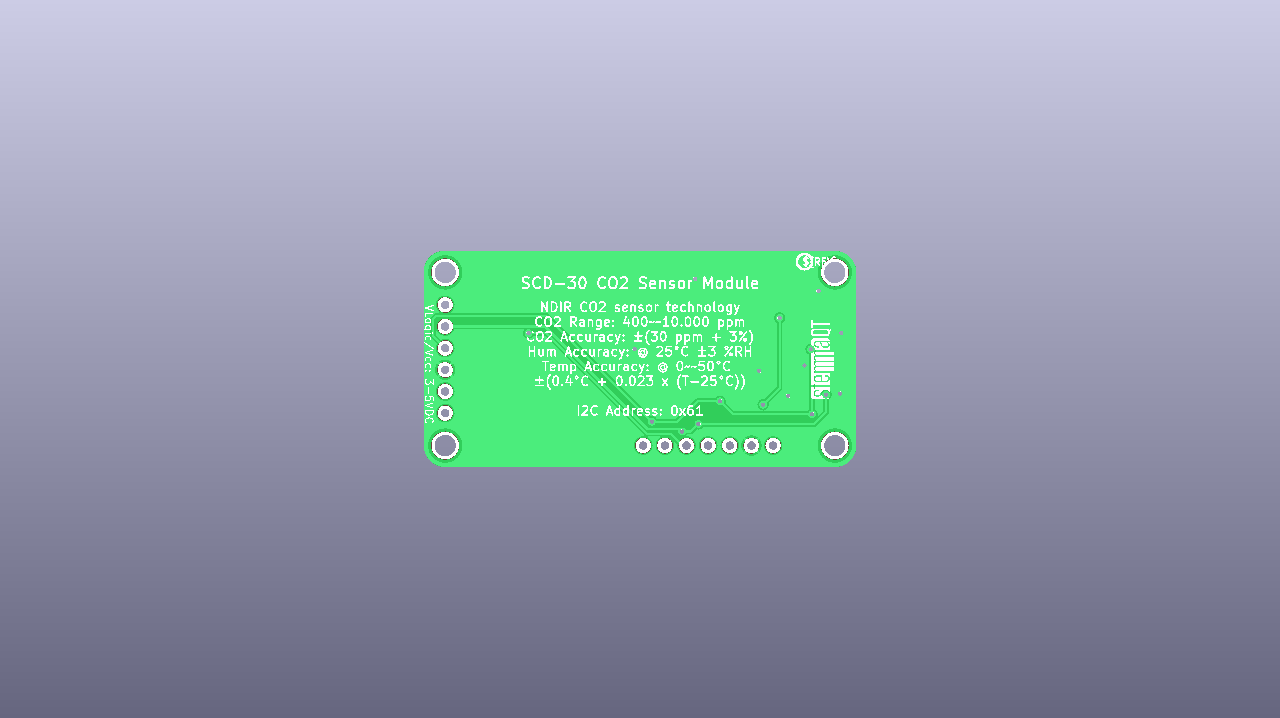 SCD-30 CO2 Sensor Module
NDIR CO2 sensor technology
CO2 Range: 400~~10.000 ppm
CO2 Accuracy: ±(30 ppm + 3%)
Hum Accuracy: @ 25°C ±3 %RH
Temp Accuracy: @ 0~~50°C
±(0.4°C + 0.023 x (T-25°C))
I2C Address: 0x61
Vlogic/Vcc: 3-5VDC